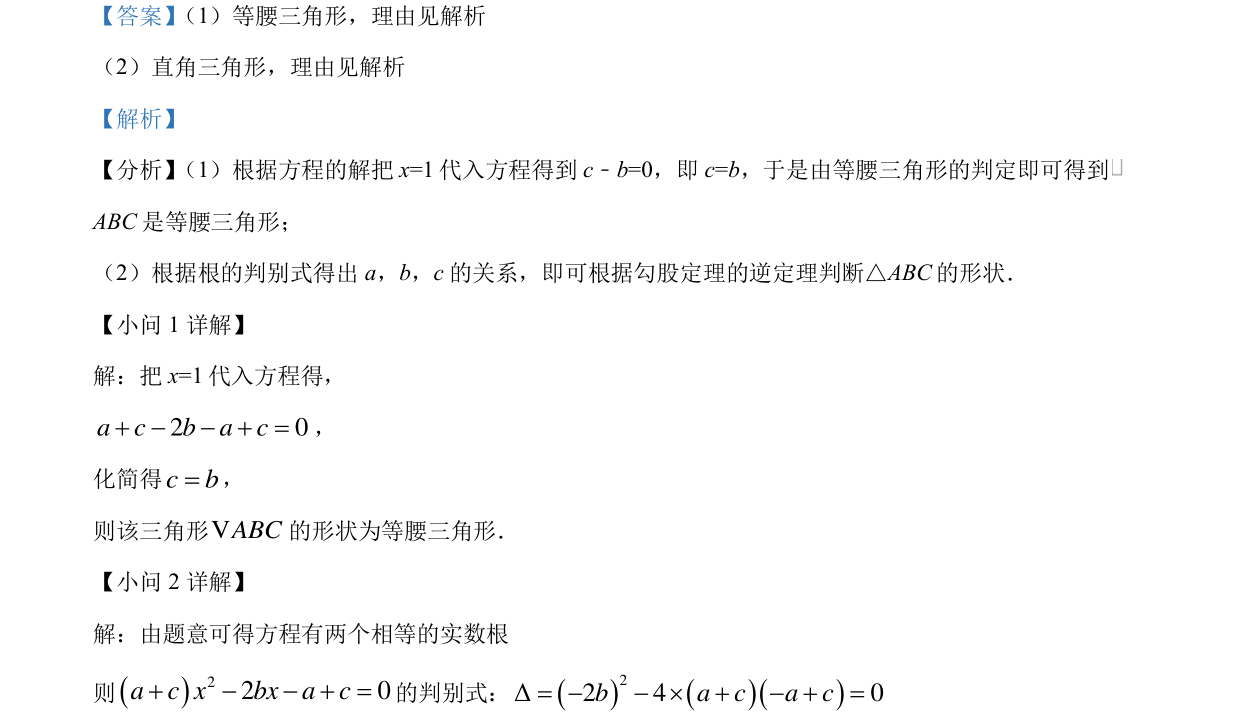 【答案】（1）等腰三角形，理由见解析
（2）直角三角形，理由见解析
【解析】
【分析】（1）根据方程的解把 x=1 代入方程得到 c﹣b=0，即 c=b，于是由等腰三角形的判定即可得到
ABC 是等腰三角形；
（2）根据根的判别式得出 a，b，c 的关系，即可根据勾股定理的逆定理判断△ABC 的形状．
【小问 1 详解】
解：把 x=1 代入方程得，
a+c−2b−a+c=0，
化简得 c=b，
则该三角形VABC 的形状为等腰三角形．
【小问 2 详解】
解：由题意可得方程有两个相等的实数根
则 (a+c)x²−2bx−a+c=0 的判别式：Δ=(−2b)²−4×(a+c)(−a+c)=0